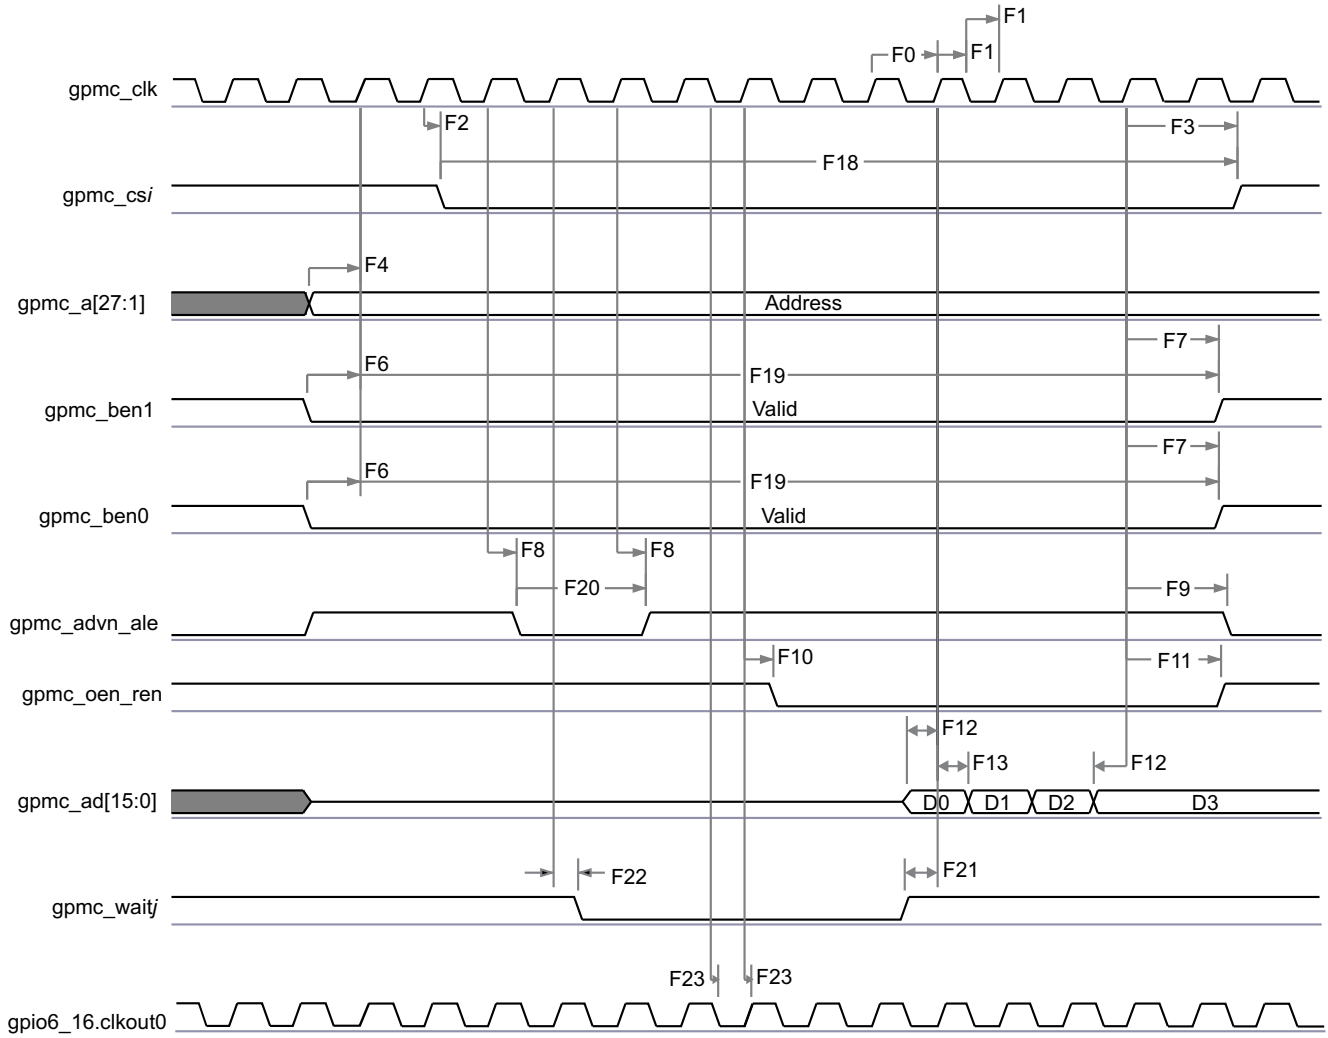 F1
F0 F1
gpmc_clk
F2 F3
F18
gpmc_csi
F4
gpmc_a[27:1] Address
F7
F6 F19
gpmc_ben1 Valid
F7
F6 F19
gpmc_ben0 Valid
F8 F8
F20 F9
gpmc_advn_ale
F10 F11
gpmc_oen_ren
F12
F13 F12
gpmc_ad[15:0] D0 D1 D2 D3
F22 F21
gpmc_waitj
F23 F23
gpio6_16.clkout0